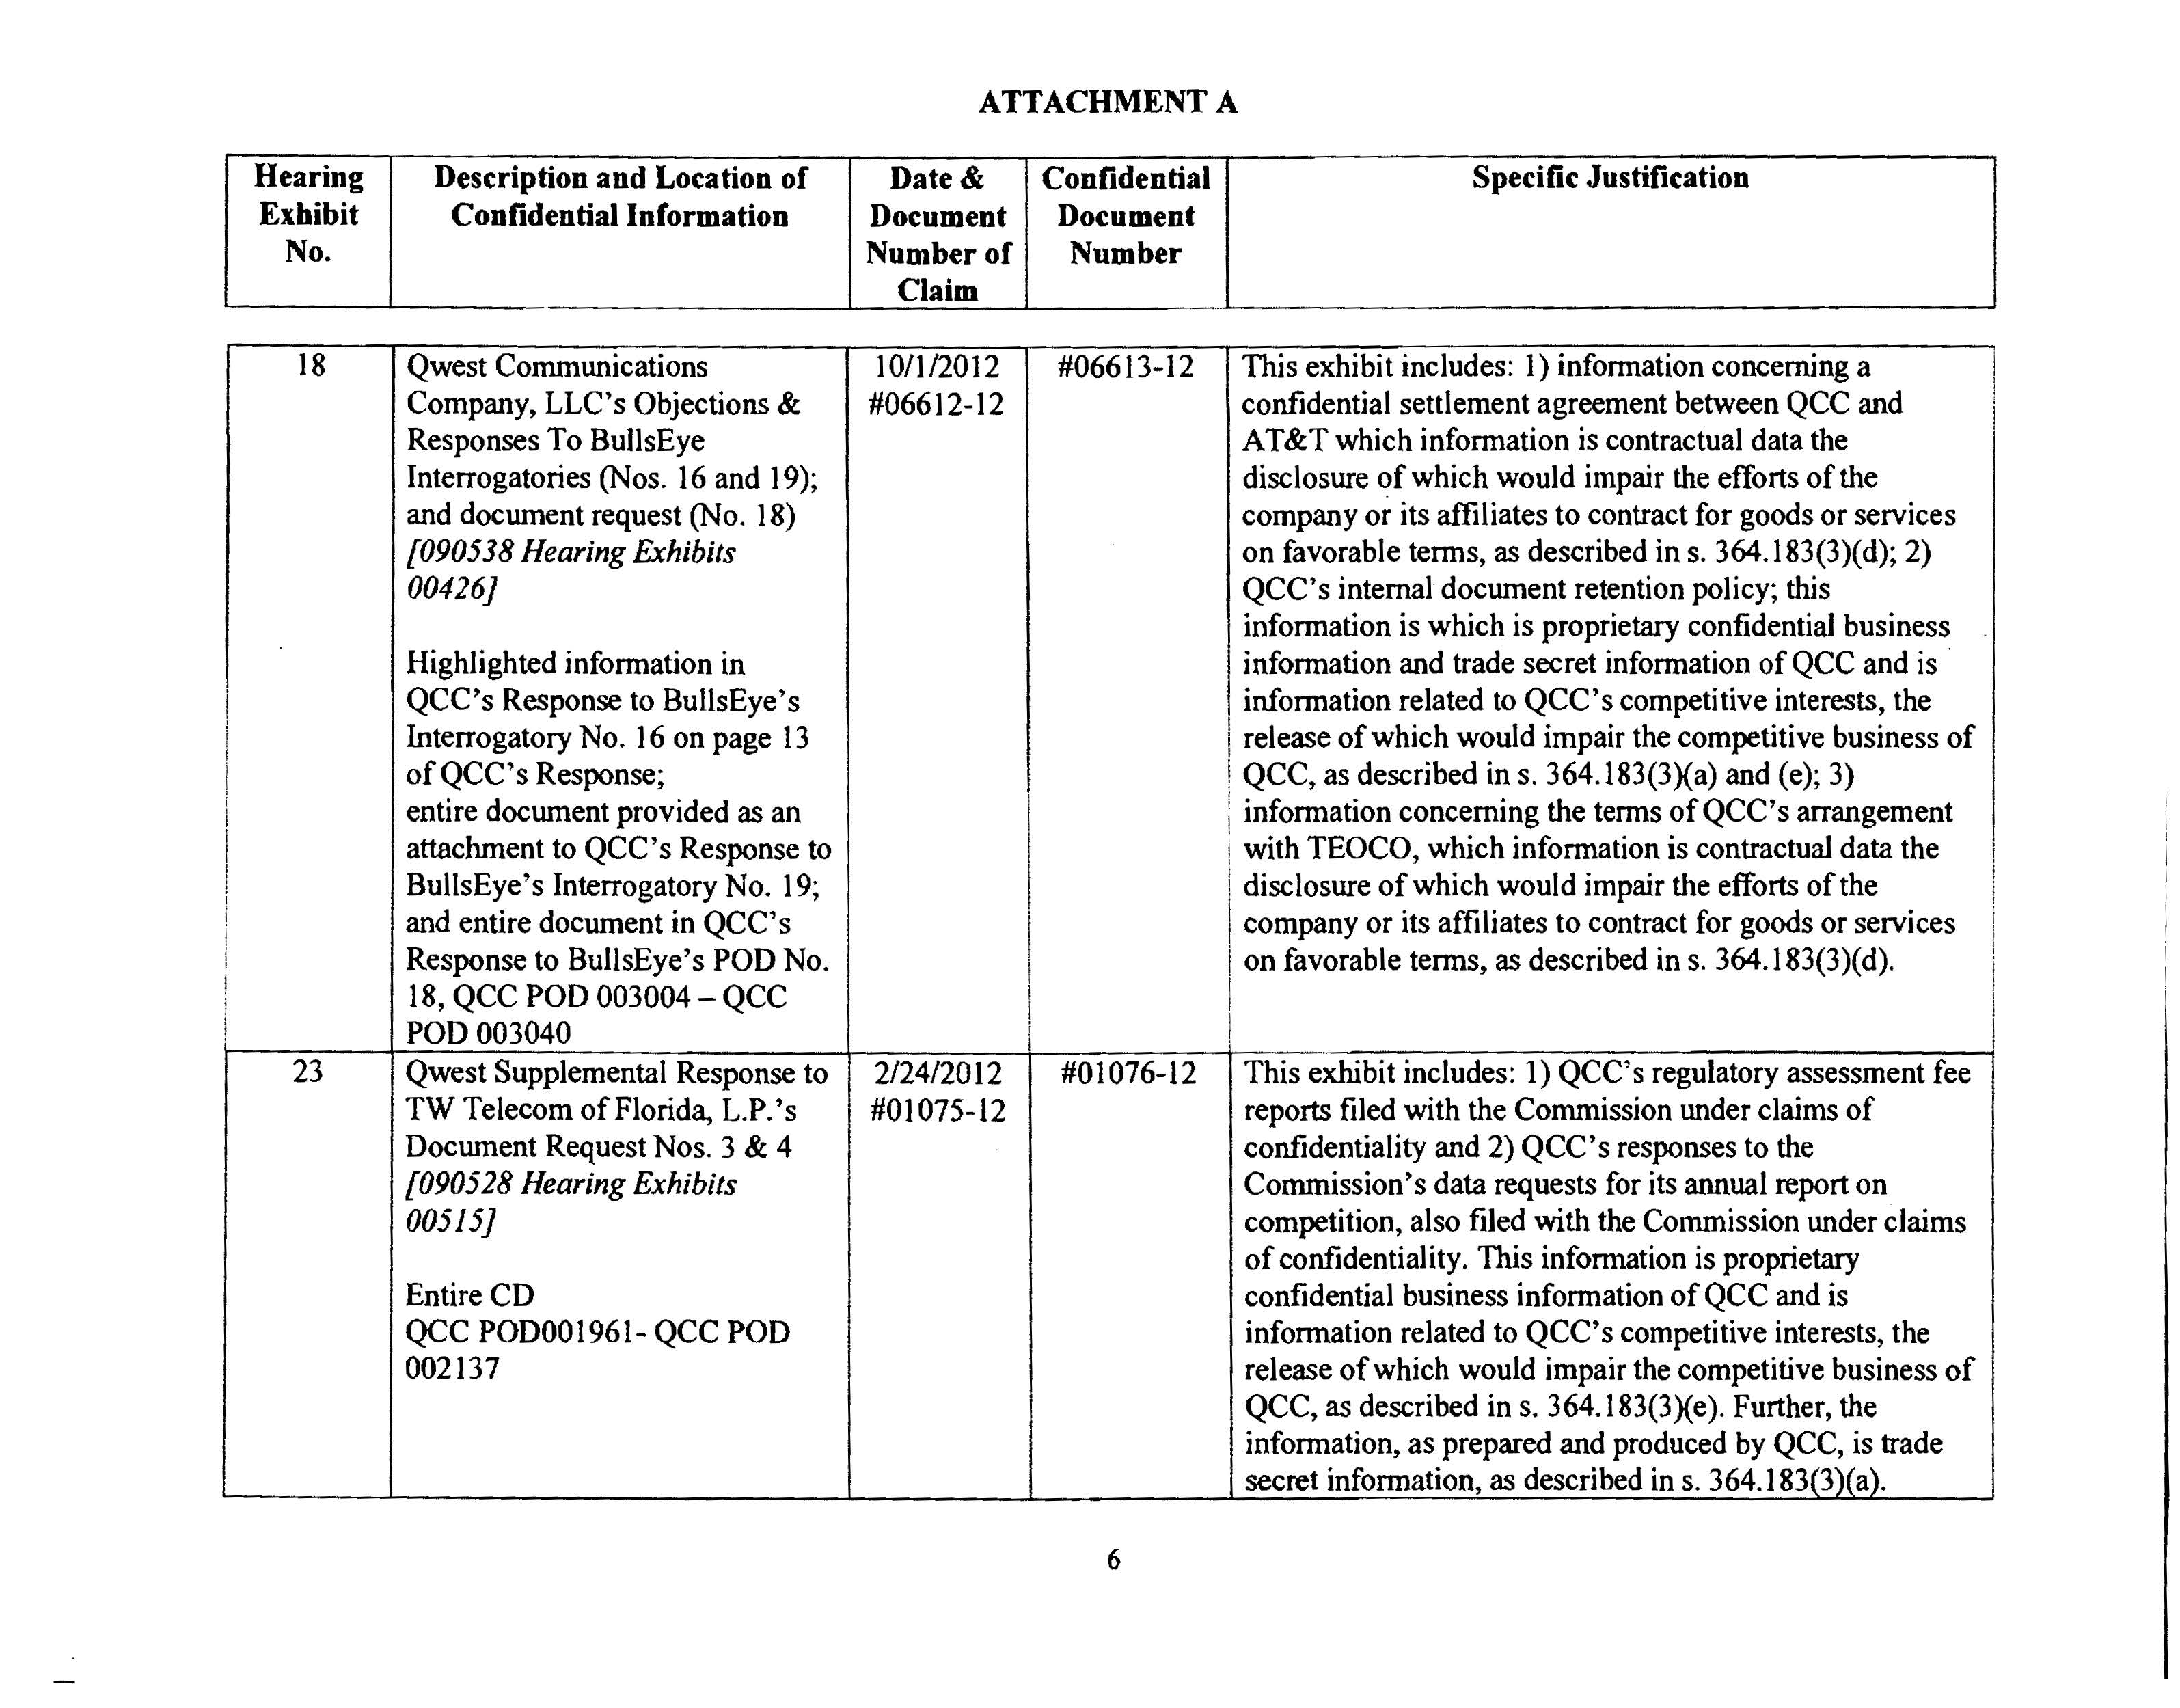 ATTACHMENT A
Hearing
Exhibit
No.
Description and Location of
Confidential Information
Date &
Document
Number of
Claim
Confidential
Document
Number
Specific Justification
18
Qwest Communications
Company, LLC's Objections &
Responses To BullsEye
Interrogatories (Nos. 16 and 19);
and document request (No. 18)
[090538 Hearing Exhibits
00426]
Highlighted information in
QCC's Response to BullsEye's
Interrogatory No. 16 on page 13
of QCC's Response;
entire document provided as an
attachment to QCC's Response to
BullsEye's Interrogatory No. 19;
and entire document in QCC's
Response to BullsEye's POD No.
18, QCC POD 003004 – QCC
POD 003040
10/1/2012
#06612-12
#06613-12
This exhibit includes: 1) information concerning a
confidential settlement agreement between QCC and
AT&T which information is contractual data the
disclosure of which would impair the efforts of the
company or its affiliates to contract for goods or services
on favorable terms, as described in s. 364.183(3)(d); 2)
QCC's internal document retention policy; this
information is which is proprietary confidential business
information and trade secret information of QCC and is
information related to QCC's competitive interests, the
release of which would impair the competitive business of
QCC, as described in s. 364.183(3)(a) and (e); 3)
information concerning the terms of QCC's arrangement
with TEOCO, which information is contractual data the
disclosure of which would impair the efforts of the
company or its affiliates to contract for goods or services
on favorable terms, as described in s. 364.183(3)(d).
23
Qwest Supplemental Response to
TW Telecom of Florida, L.P.'s
Document Request Nos. 3 & 4
[090528 Hearing Exhibits
00515]
Entire CD
QCC POD001961- QCC POD
002137
2/24/2012
#01075-12
#01076-12
This exhibit includes: 1) QCC's regulatory assessment fee
reports filed with the Commission under claims of
confidentiality and 2) QCC's responses to the
Commission's data requests for its annual report on
competition, also filed with the Commission under claims
of confidentiality. This information is proprietary
confidential business information of QCC and is
information related to QCC's competitive interests, the
release of which would impair the competitive business of
QCC, as described in s. 364.183(3)(e). Further, the
information, as prepared and produced by QCC, is trade
secret information, as described in s. 364.183(3)(a).
6